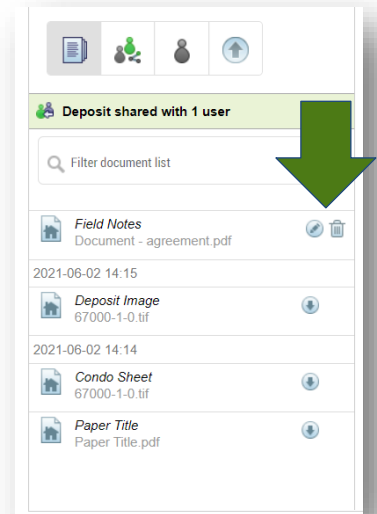 Deposit shared with 1 user
Filter document list
Field Notes
Document - agreement.pdf
2021-06-02 14:15
Deposit Image
67000-1-0.tif
2021-06-02 14:14
Condo Sheet
67000-1-0.tif
Paper Title
Paper Title.pdf